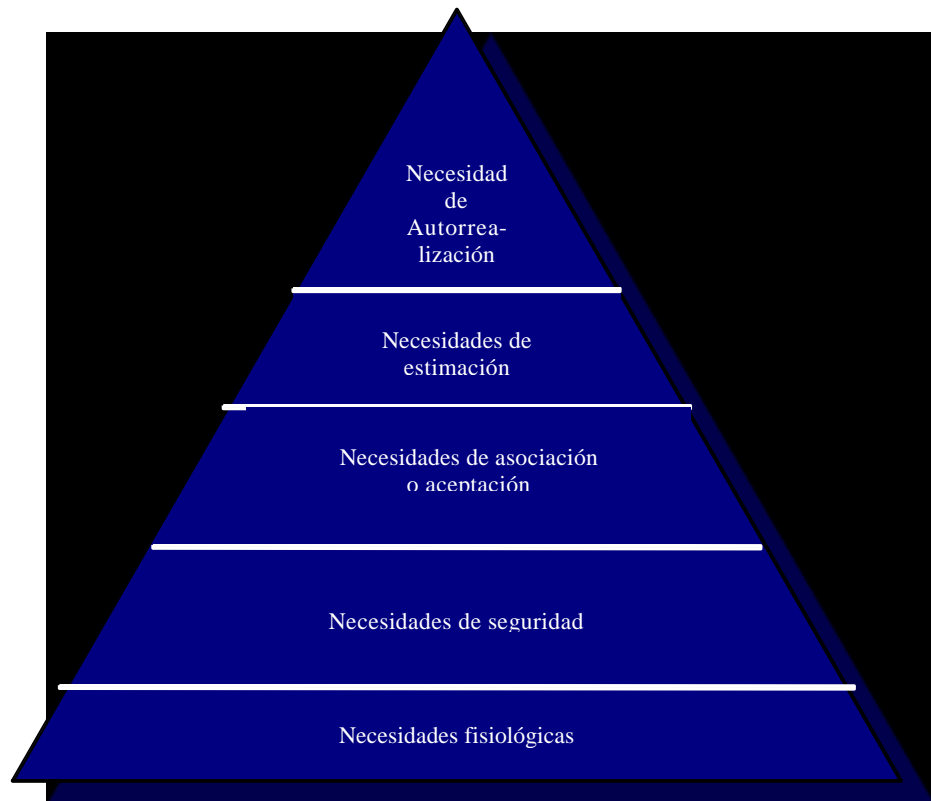 Necesidad
de
Autorrea-
lización
Necesidades de
estimación
Necesidades de asociación
o aceptación
Necesidades de seguridad
Necesidades fisiológicas